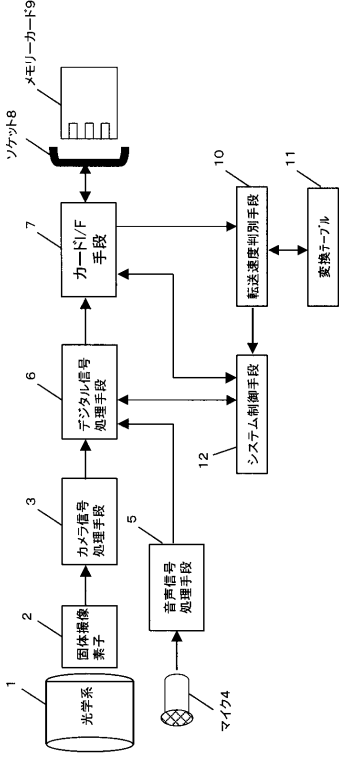 1
光学系
2
固体撮像
素子
3
カメラ信号
処理手段
マイク4
5
音声信号
処理手段
6
デジタル信号
処理手段
7
カードI/F
手段
ソケット8
メモリーカード9
10
転送速度判別手段
11
変換テーブル
12
システム制御手段